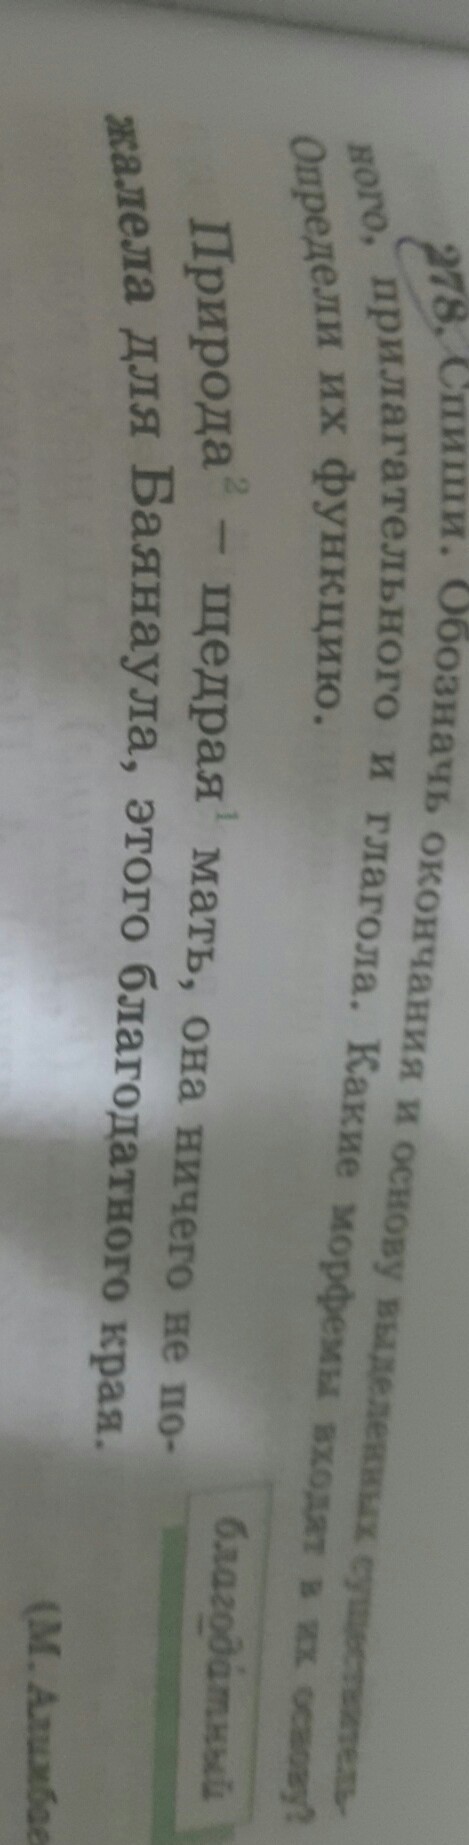 278. Спиши. Обозначь окончания и основу выделенных существитель-
ного, прилагательного и глагола. Какие морфемы входят в их основу?
Определи их функцию.
благодáтный
Природа² – щедрая¹ мать, она ничего не по-
жалела для Баянаула, этого благодатного края.
(М. Алимбае